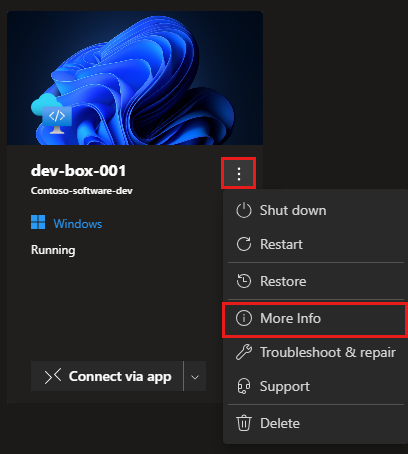 dev-box-001
Contoso-software-dev
Windows
Running
Connect via app
Shut down
Restart
Restore
More Info
Troubleshoot & repair
Support
Delete